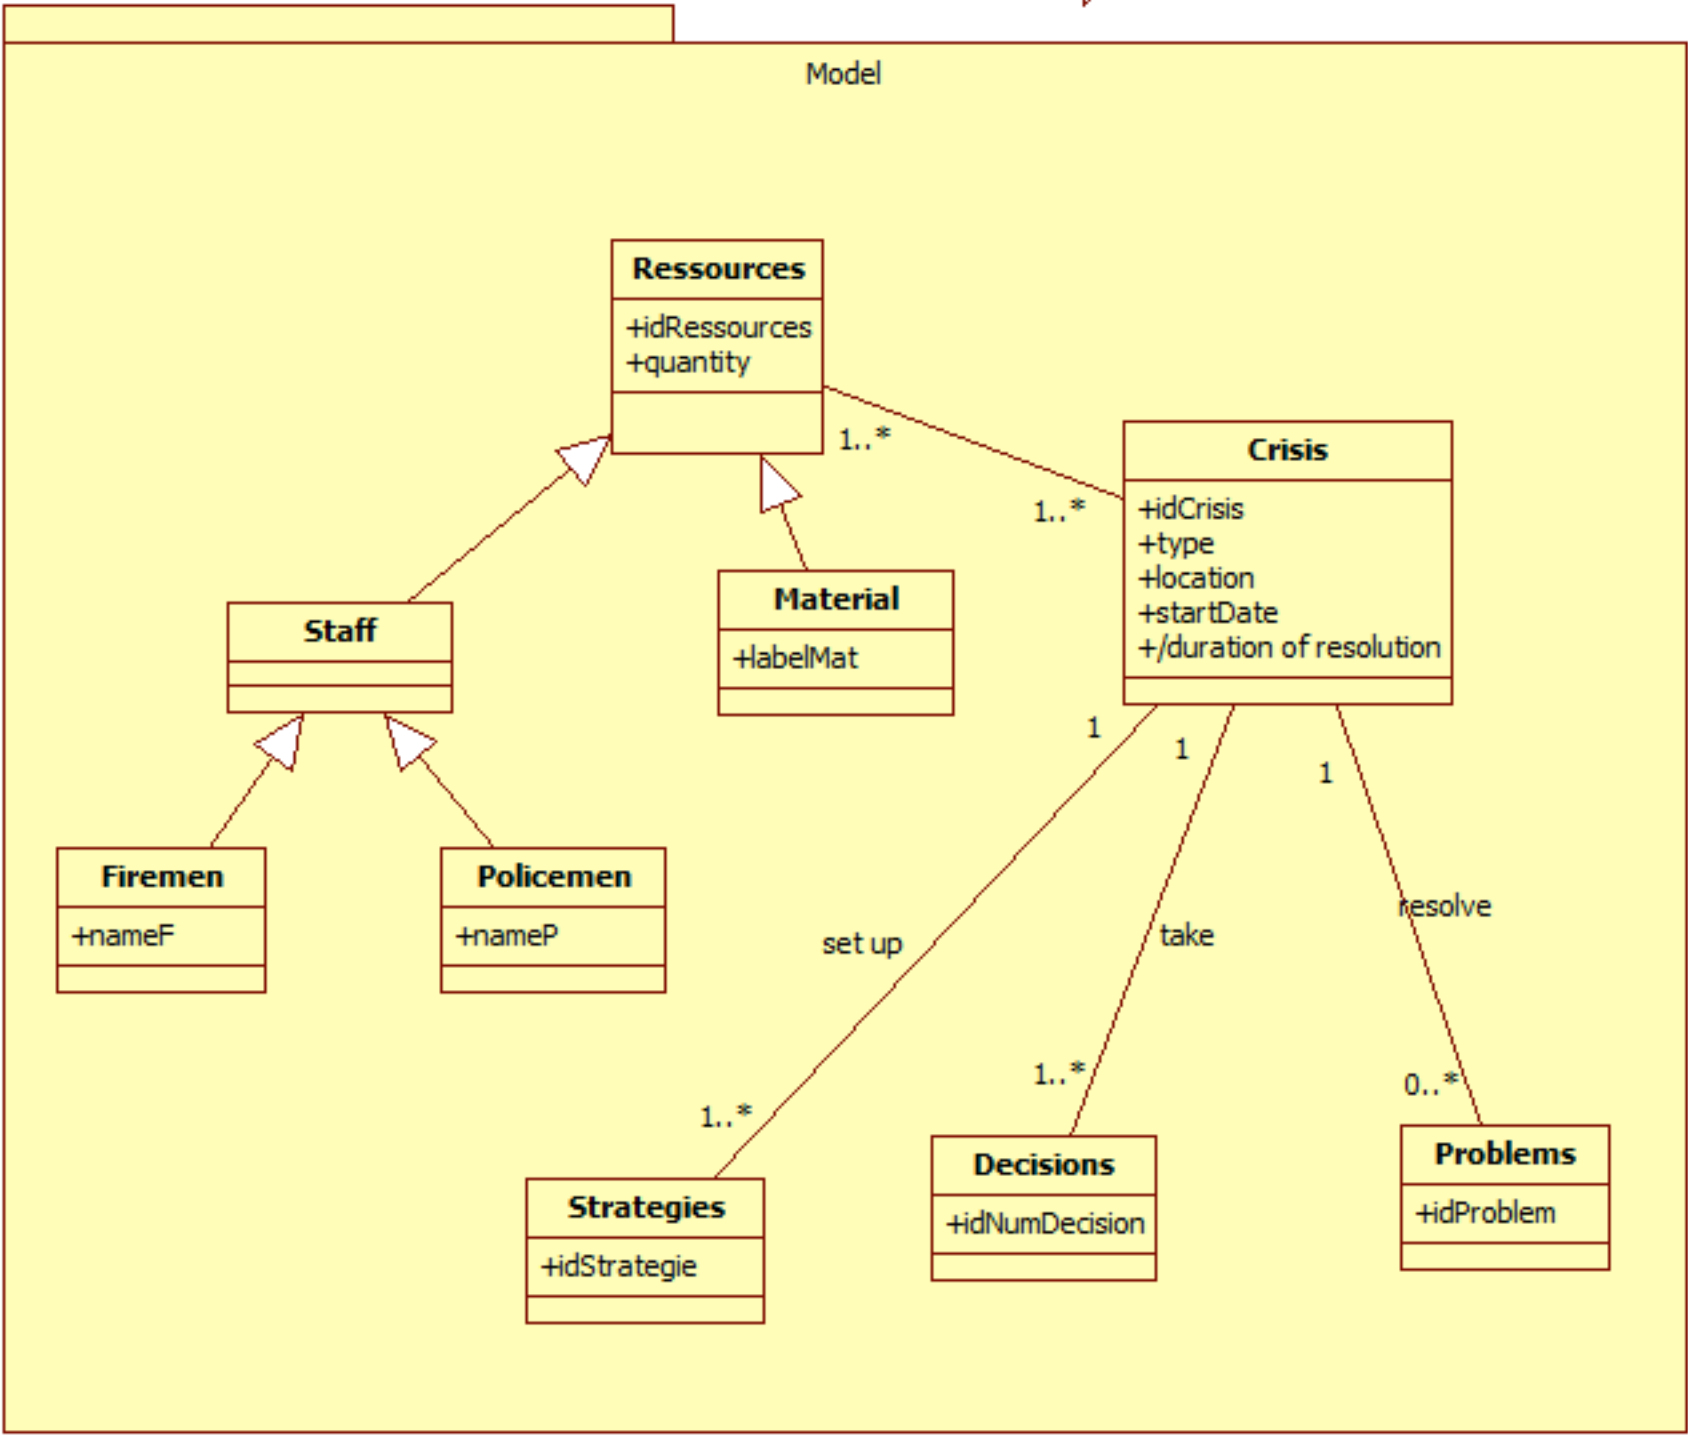 Model
Ressources
+idRessources
+quantity
1..*
1..*
Crisis
+idCrisis
+type
+location
+startDate
+/duration of resolution
Staff
Material
+labelMat
Firemen
+nameF
Policemen
+nameP
1
1
1
set up
take
resolve
1..*
1..*
0..*
Strategies
+idStrategie
Decisions
+idNumDecision
Problems
+idProblem